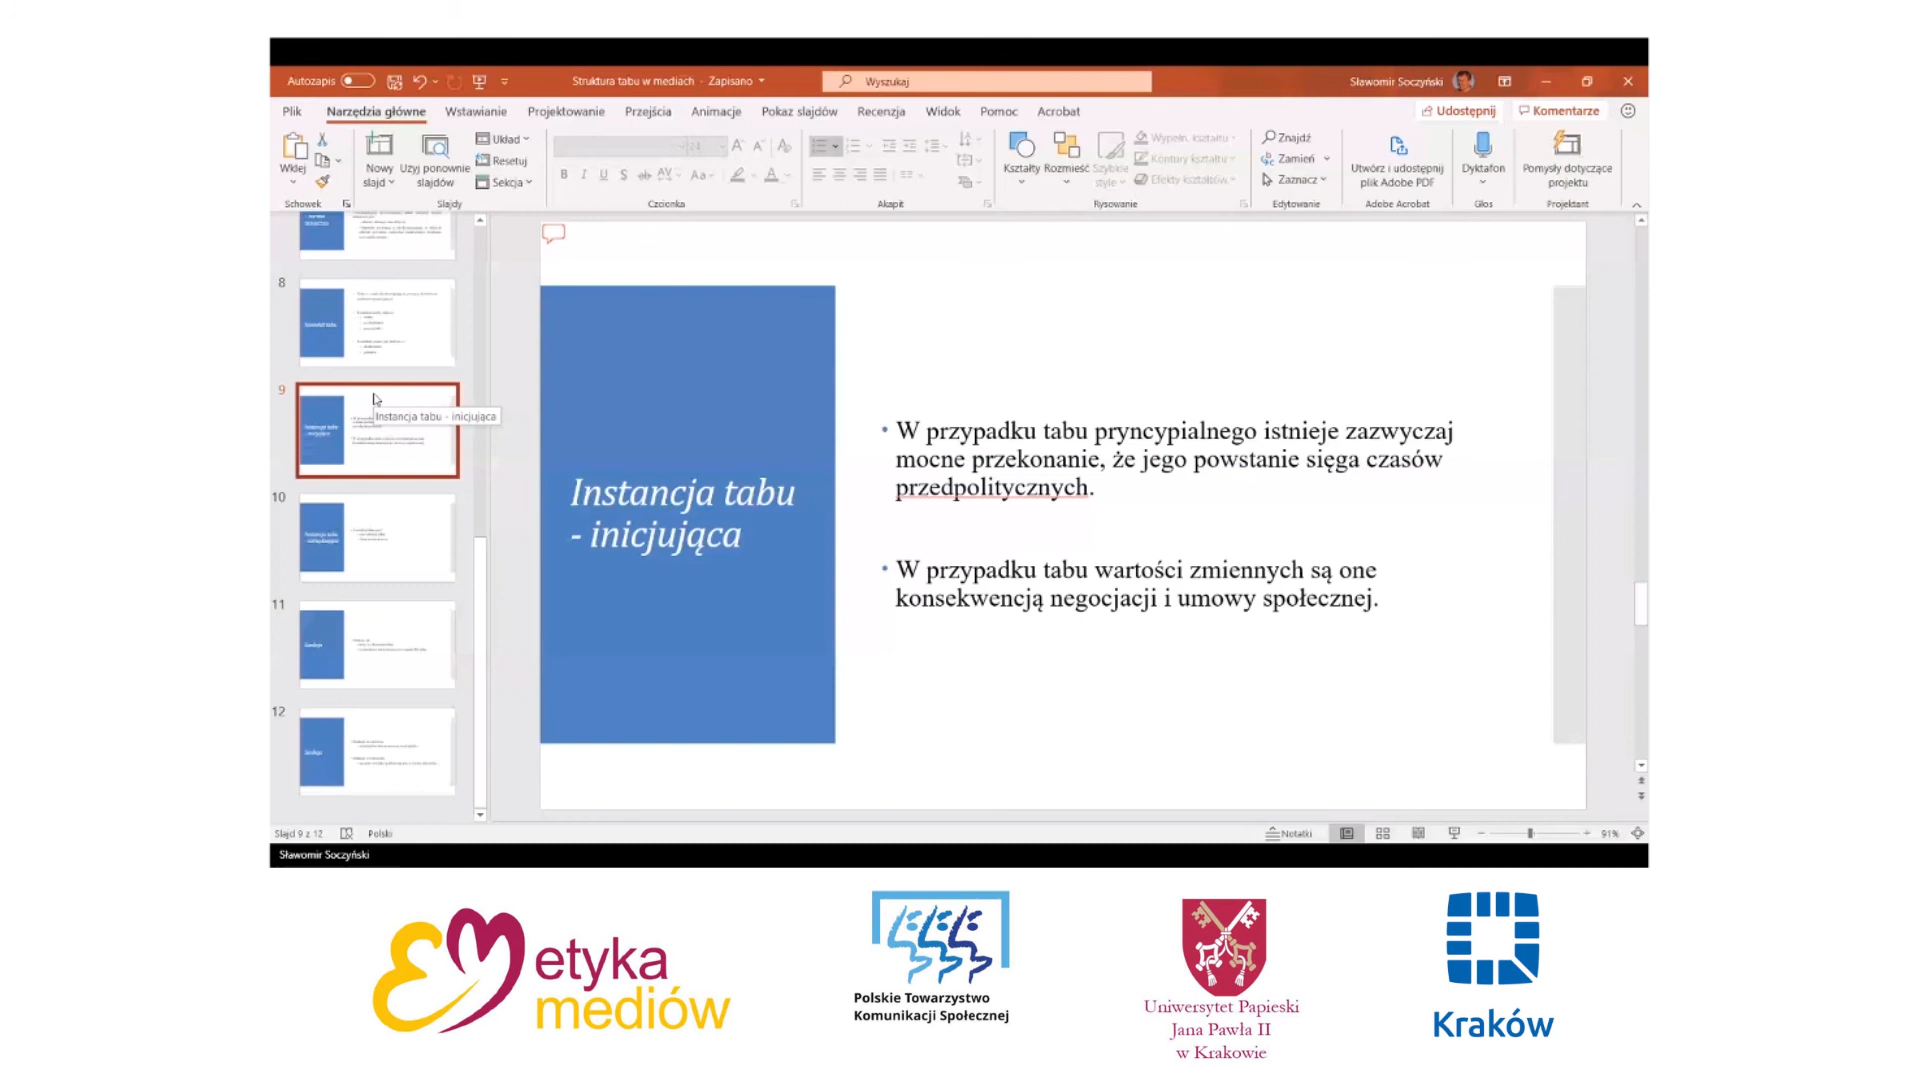 Autozapis
Struktura tabu w mediach - Zapisano
Wyszukaj
Sławomir Soczyński
Plik Narzędzia główne Wstawianie Projektowanie Przejścia Animacje Pokaz slajdów Recenzja Widok Pomoc Acrobat
Udostępnij Komentarze
Wklej
Nowy slajd
Użyj ponownie slajdów
Układ
Resetuj
Sekcja
Kształty
Rozmieść
Szybkie style
Wypełn. kształtu
Kontury kształtu
Efekty kształtów
Znajdź
Zamień
Zaznacz
Utwórz i udostępnij plik Adobe PDF
Dyktafon
Pomysły dotyczące projektu
Schowek Slajdy Czcionka Akapit Rysowanie Edytowanie Adobe Acrobat Głos Projektant
8
9
Instancja tabu - inicjująca
10
11
12
Instancja tabu
- inicjująca
• W przypadku tabu pryncypialnego istnieje zazwyczaj
mocne przekonanie, że jego powstanie sięga czasów
przedpolitycznych.
• W przypadku tabu wartości zmiennych są one
konsekwencją negocjacji i umowy społecznej.
Slajd 9 z 12 Polski
Notatki
91%
Sławomir Soczyński
etyka
mediów
Polskie Towarzystwo
Komunikacji Społecznej
Uniwersytet Papieski
Jana Pawła II
w Krakowie
Kraków